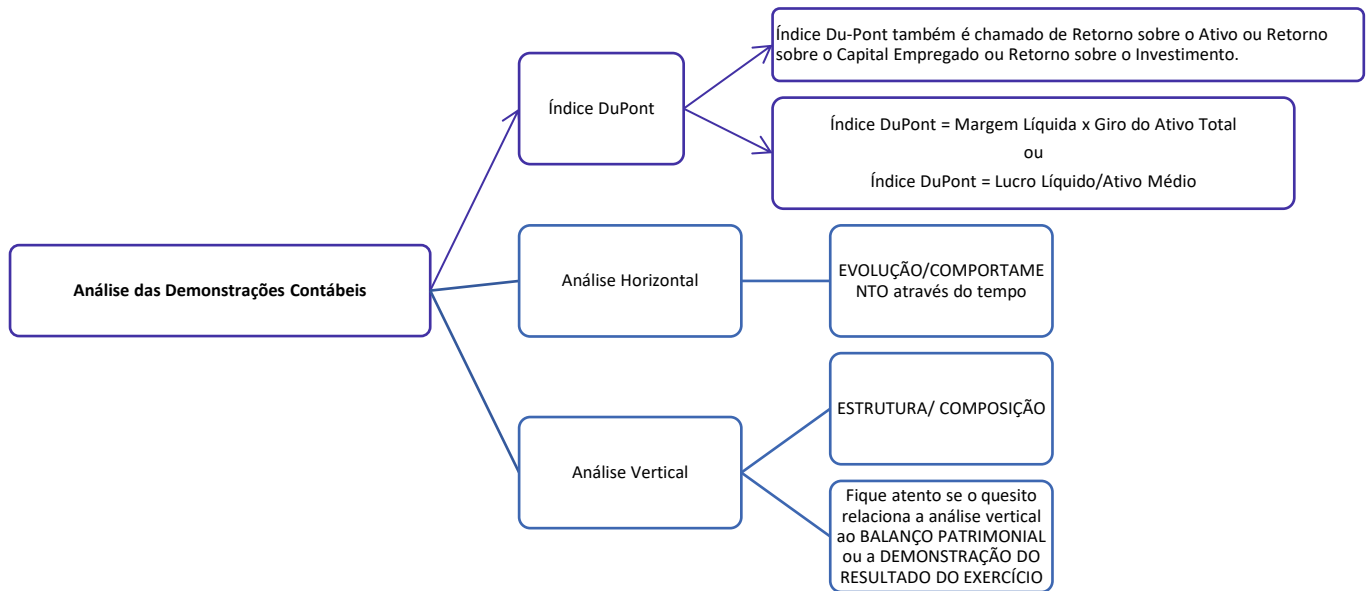 Análise das Demonstrações Contábeis
Índice DuPont
Índice Du-Pont também é chamado de Retorno sobre o Ativo ou Retorno
sobre o Capital Empregado ou Retorno sobre o Investimento.
Índice DuPont = Margem Líquida x Giro do Ativo Total
ou
Índice DuPont = Lucro Líquido/Ativo Médio
Análise Horizontal
EVOLUÇÃO/COMPORTAME
NTO através do tempo
Análise Vertical
ESTRUTURA/ COMPOSIÇÃO
Fique atento se o quesito
relaciona a análise vertical
ao BALANÇO PATRIMONIAL
ou a DEMONSTRAÇÃO DO
RESULTADO DO EXERCÍCIO